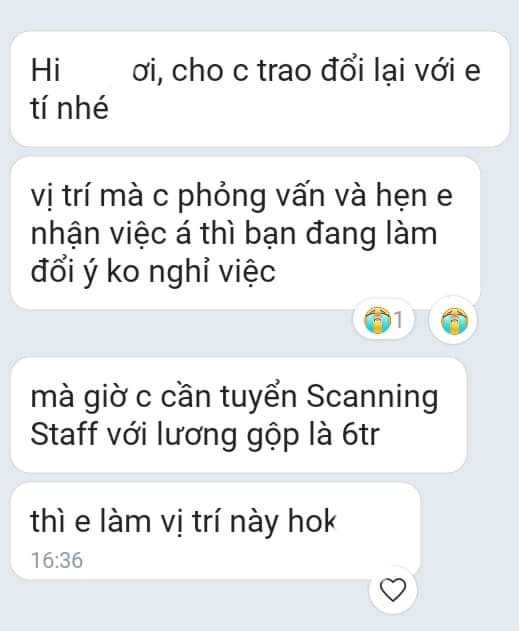 Hi ơi, cho c trao đổi lại với e
tí nhé
vị trí mà c phỏng vấn và hẹn e
nhận việc á thì bạn đang làm
đổi ý ko nghỉ việc
1
mà giờ c cần tuyển Scanning
Staff với lương gộp là 6tr
thì e làm vị trí này hok
16:36